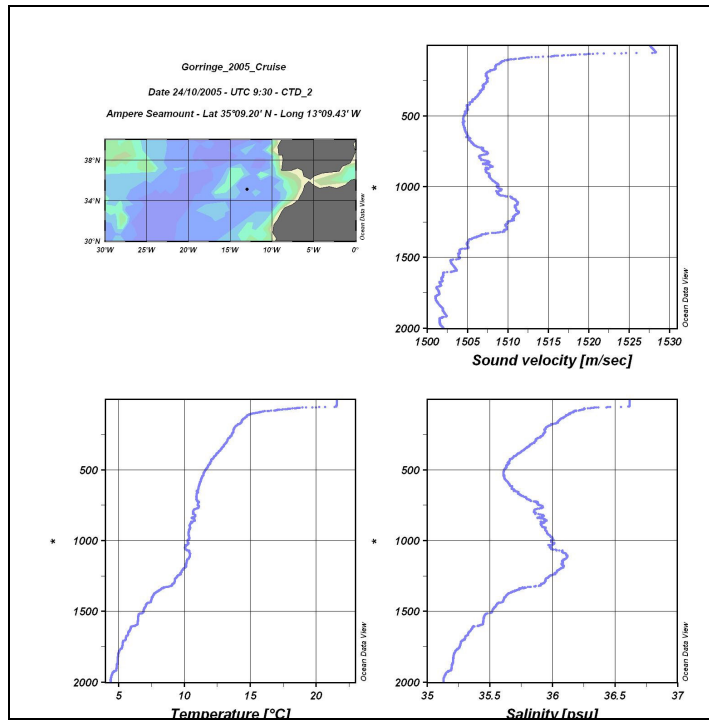 Gorringe_2005_Cruise
Date 24/10/2005 - UTC 9:30 - CTD_2
Ampere Seamount - Lat 35°09.20' N - Long 13°09.43' W
38°N
34°N
30°N
30°W 25°W 20°W 15°W 10°W 5°W 0°
Ocean Data View
500
1000
1500
2000
*
1500 1505 1510 1515 1520 1525 1530
Sound velocity [m/sec]
Ocean Data View
500
1000
1500
2000
*
5 10 15 20
Temperature [°C]
Ocean Data View
500
1000
1500
2000
*
35 35.5 36 36.5 37
Salinity [psu]
Ocean Data View